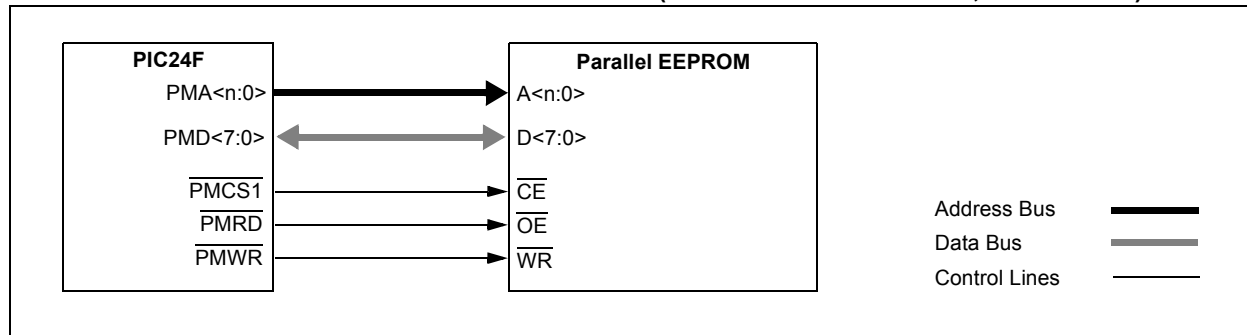 PIC24F
Parallel EEPROM
PMA<n:0>
A<n:0>
PMD<7:0>
D<7:0>
PMCS1
CE
PMRD
OE
PMWR
WR
Address Bus
Data Bus
Control Lines